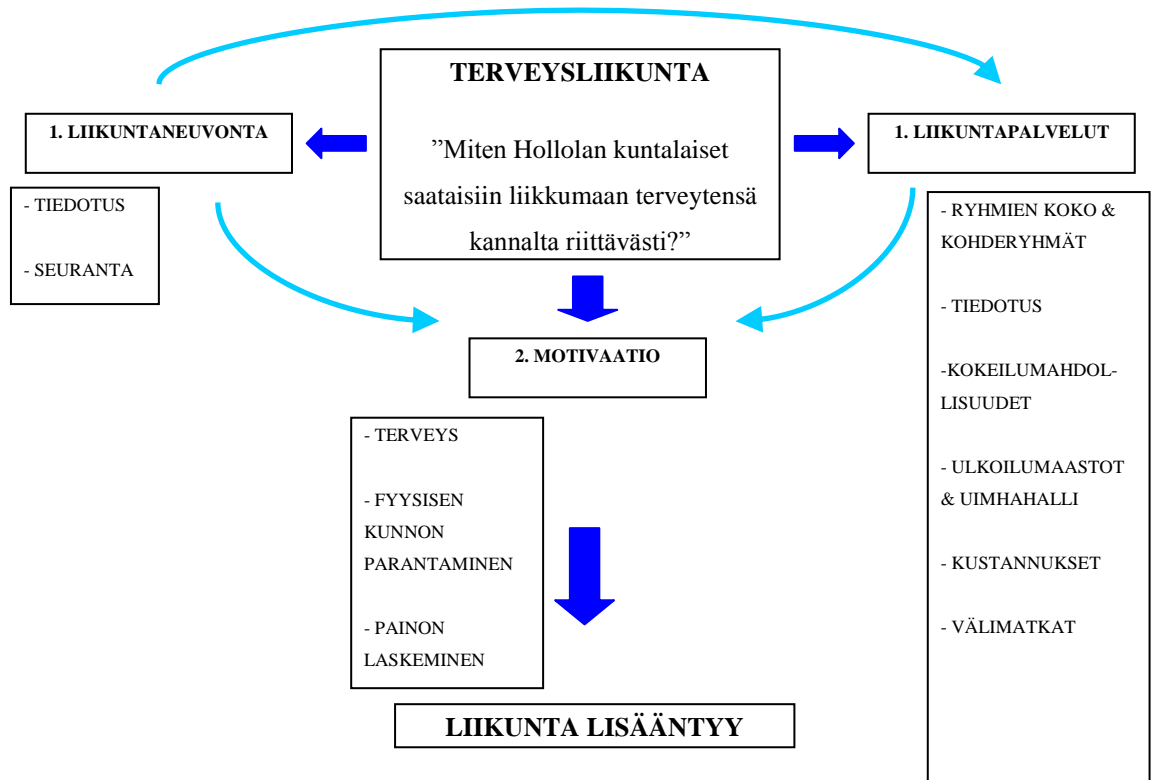 TERVEYSLIIKUNTA
”Miten Hollolan kuntalaiset
saataisiin liikkumaan terveytensä
kannalta riittävästi?”
1. LIIKUNTANEUVONTA
- TIEDOTUS
- SEURANTA
1. LIIKUNTAPALVELUT
- RYHMIEN KOKO &
KOHDERYHMÄT
- TIEDOTUS
-KOKEILUMAHDOL-
LISUUDET
- ULKOILUMAASTOT
& UIMHAHALLI
- KUSTANNUKSET
- VÄLIMATKAT
2. MOTIVAATIO
- TERVEYS
- FYYSISEN
KUNNON
PARANTAMINEN
- PAINON
LASKEMINEN
LIIKUNTA LISÄÄNTYY